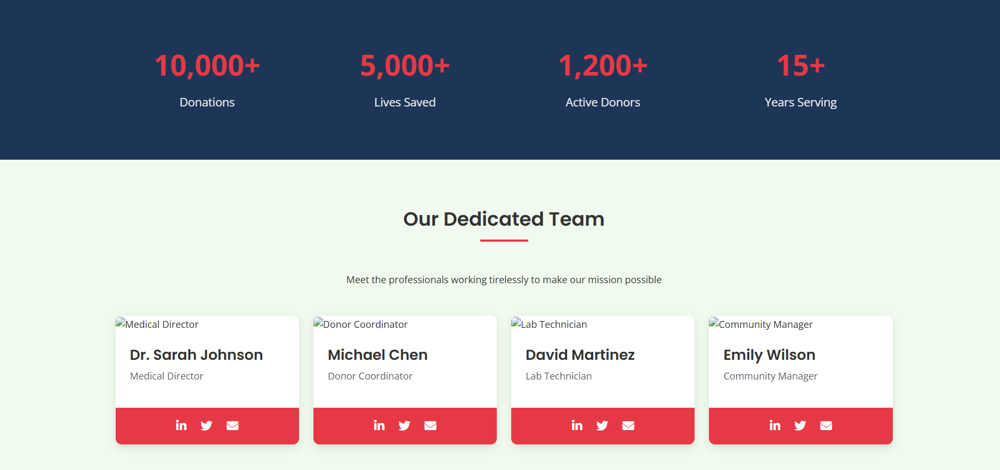 10,000+ 5,000+ 1,200+ 15+
Donations Lives Saved Active Donors Years Serving
Our Dedicated Team
Meet the professionals working tirelessly to make our mission possible
Medical Director Donor Coordinator Lab Technician Community Manager
Dr. Sarah Johnson Michael Chen David Martinez Emily Wilson
Medical Director Donor Coordinator Lab Technician Community Manager